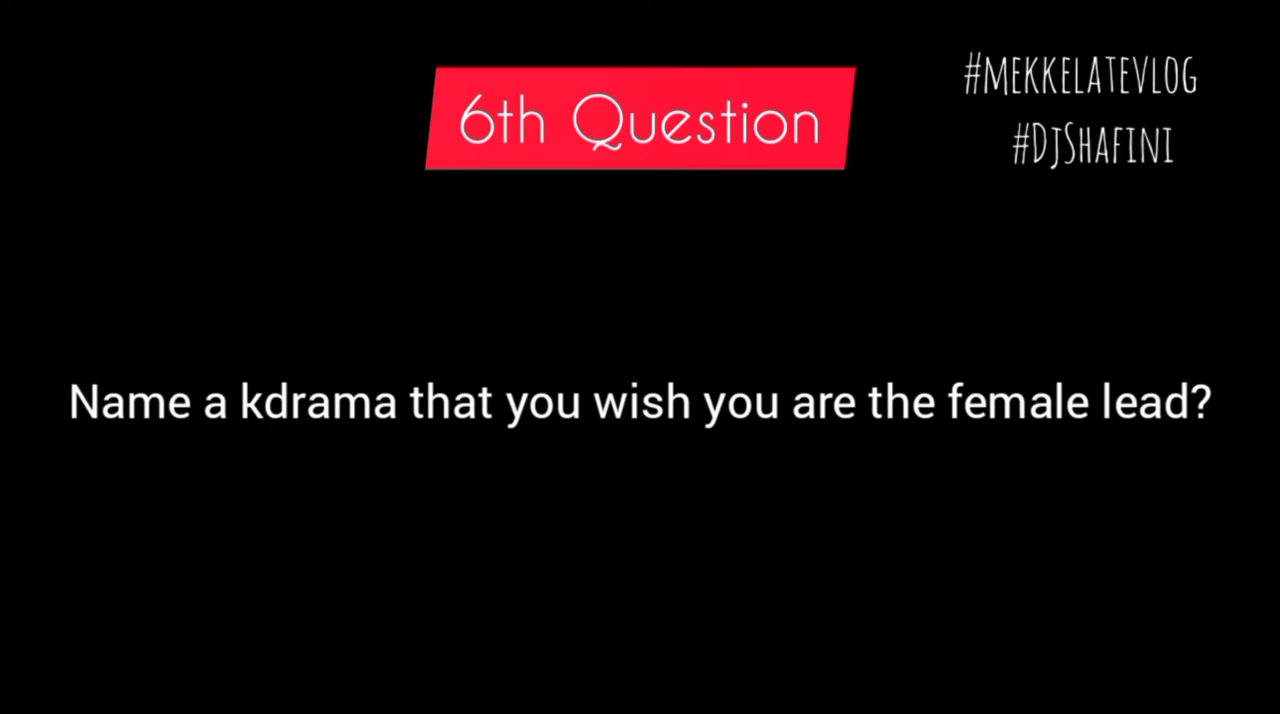 6th Question
#MEKKELATEVLOG
#DJSHAFINI
Name a kdrama that you wish you are the female lead?